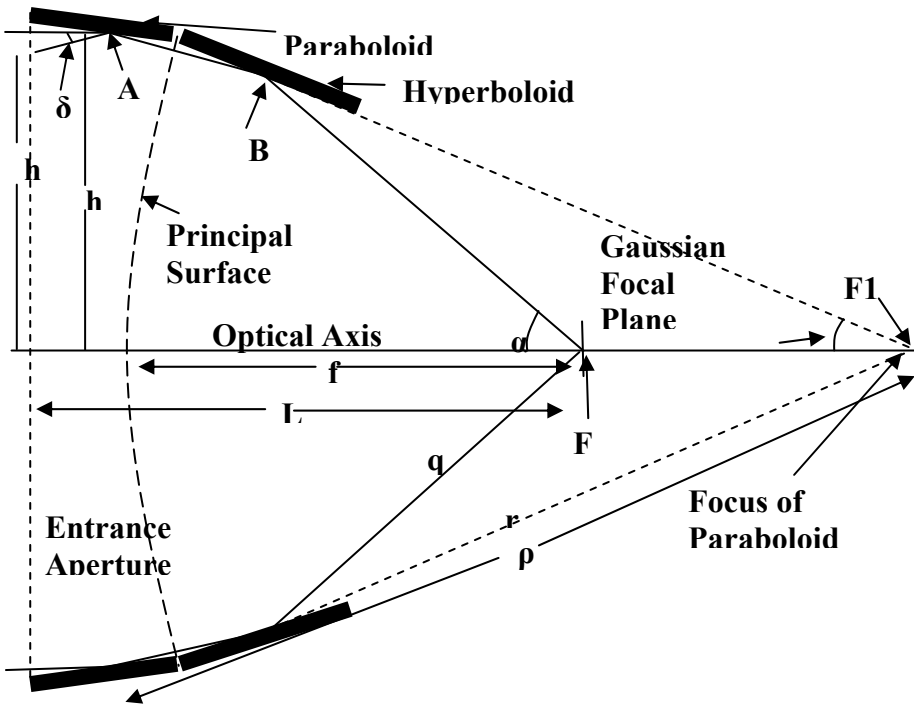 Paraboloid
Hyperboloid
A
δ
B
h
h
Principal
Surface
Gaussian
Focal
Plane
F1
Optical Axis
α
f
L
F
q
Focus of
Paraboloid
r
ρ
Entrance
Aperture